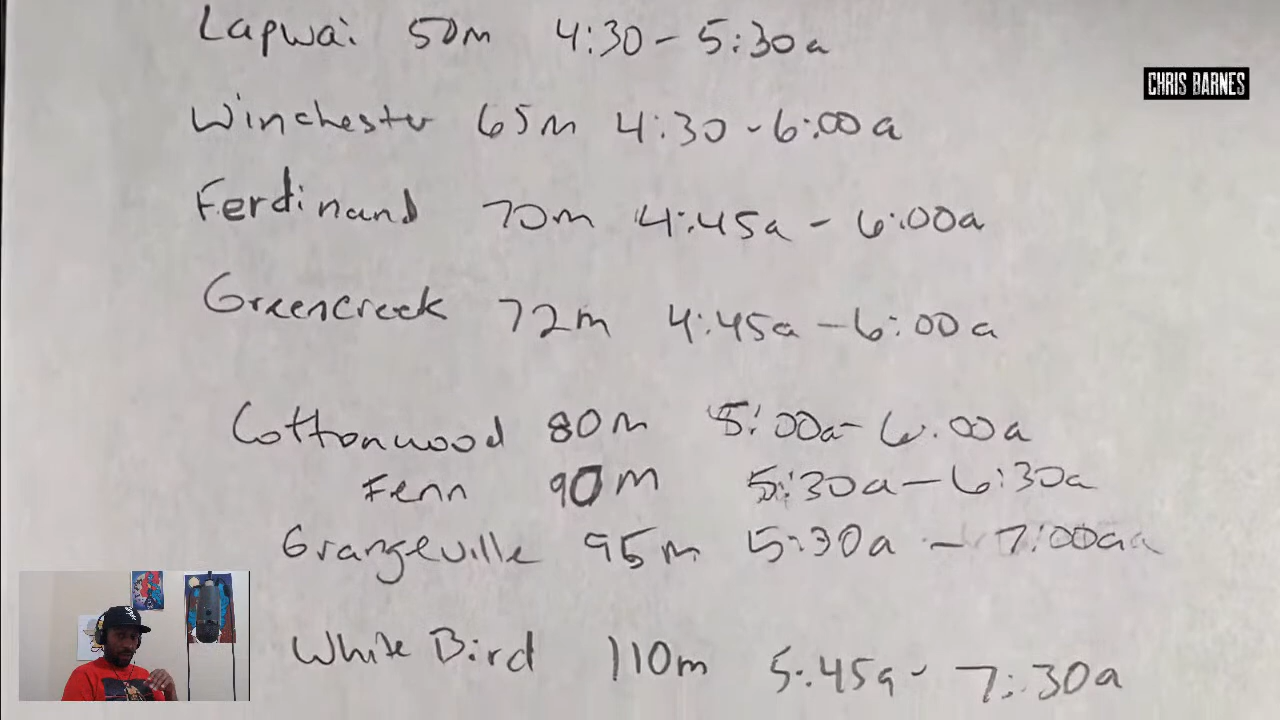 Lapwai 50m 4:30 - 5:30a
CHRIS BARNES
Winchester 65m 4:30 - 6:00a
Ferdinand 70m 4:45a - 6:00a
Greencreek 72m 4:45a - 6:00a
Cottonwood 80m 5:00a - 6:00a
Fenn 90m 5:30a - 6:30a
Grangeville 95m 5:30a - 7:00a
White Bird 110m 5:45a - 7:30a